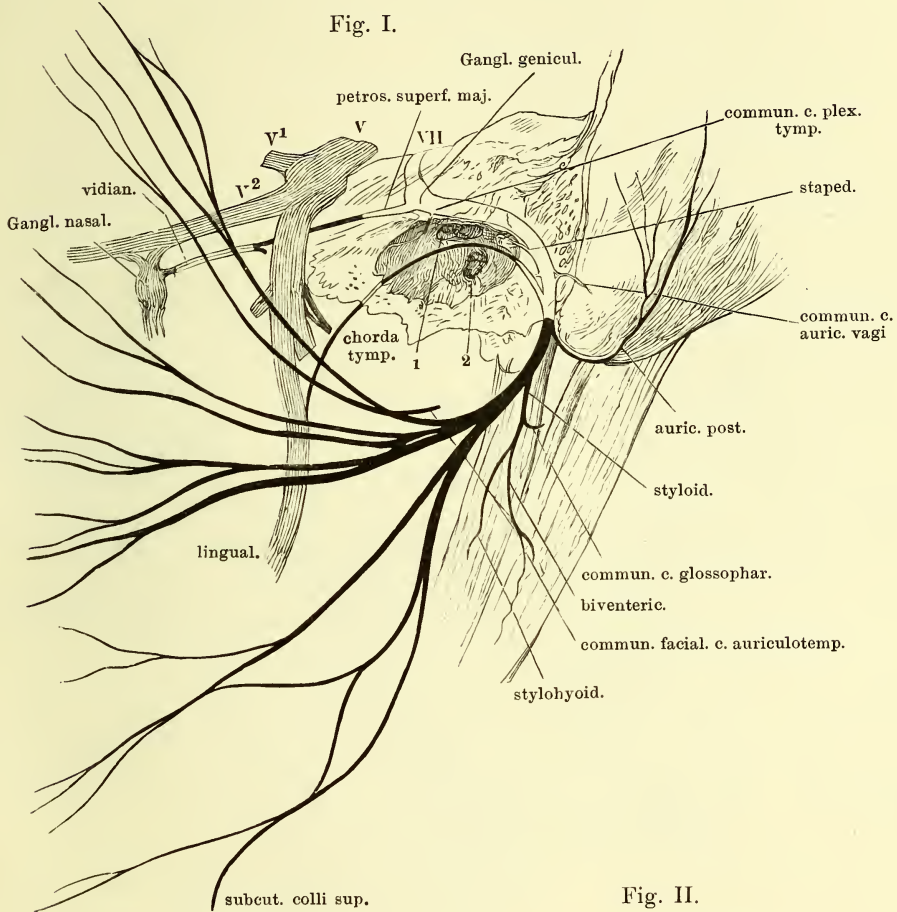 Fig. I.
Gangl. genicul.
petros. superf. maj.
commun. c. plex.
tymp.
V¹
V
VII
vidian.
V²
staped.
Gangl. nasal.
commun. c.
auric. vagi
chorda
tymp.
1
2
auric. post.
styloid.
lingual.
commun. c. glossophar.
biventeric.
commun. facial. c. auriculotemp.
stylohyoid.
subcut. colli sup.
Fig. II.